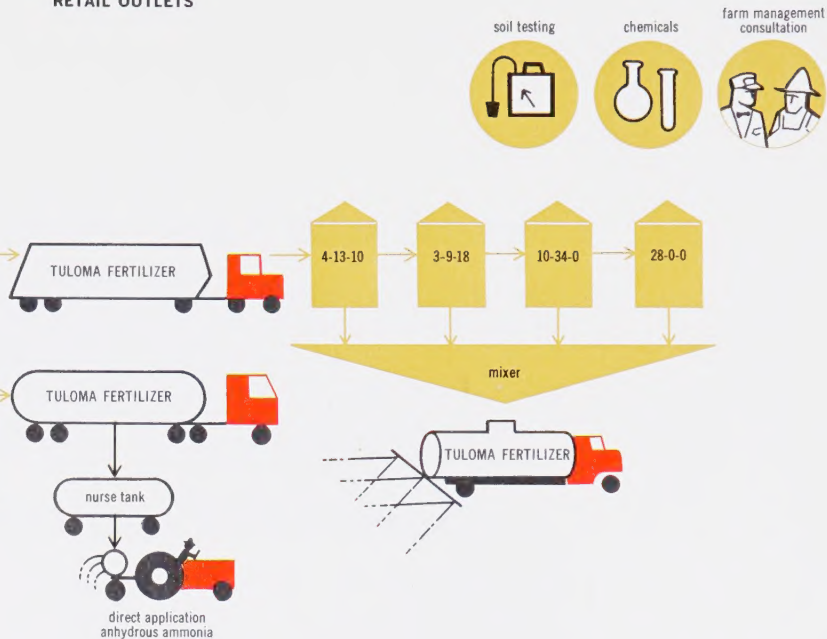 RETAIL OUTLETS
soil testing
chemicals
farm management
consultation
TULOMA FERTILIZER
4-13-10
3-9-18
10-34-0
28-0-0
mixer
TULOMA FERTILIZER
TULOMA FERTILIZER
nurse tank
direct application
anhydrous ammonia